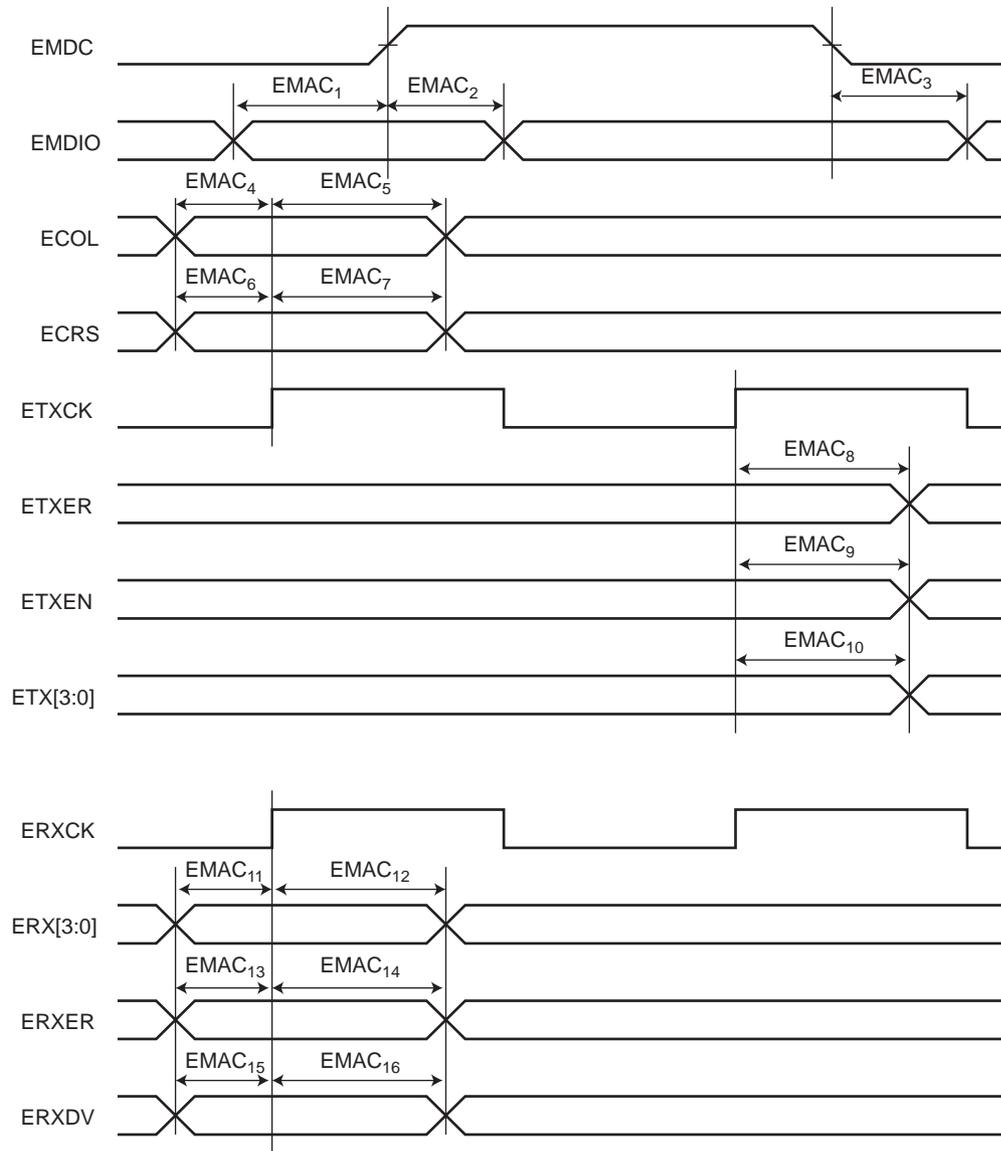 EMDC
EMAC₁ EMAC₂ EMAC₃
EMDIO
EMAC₄ EMAC₅
ECOL
EMAC₆ EMAC₇
ECRS
ETXCK
EMAC₈
ETXER
EMAC₉
ETXEN
EMAC₁₀
ETX[3:0]
ERXCK
EMAC₁₁ EMAC₁₂
ERX[3:0]
EMAC₁₃ EMAC₁₄
ERXER
EMAC₁₅ EMAC₁₆
ERXDV